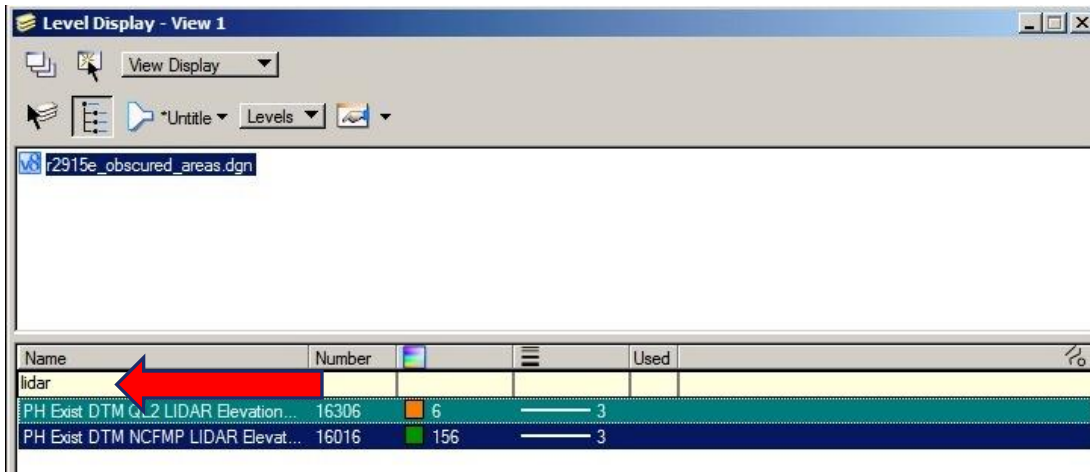 Level Display - View 1
View Display
*Untitle Levels
V8 r2915e_obscured_areas.dgn
Name Number Used
lidar
PH Exist DTM QL2 LIDAR Elevation... 16306 6 3
PH Exist DTM NCFMP LIDAR Elevat... 16016 156 3